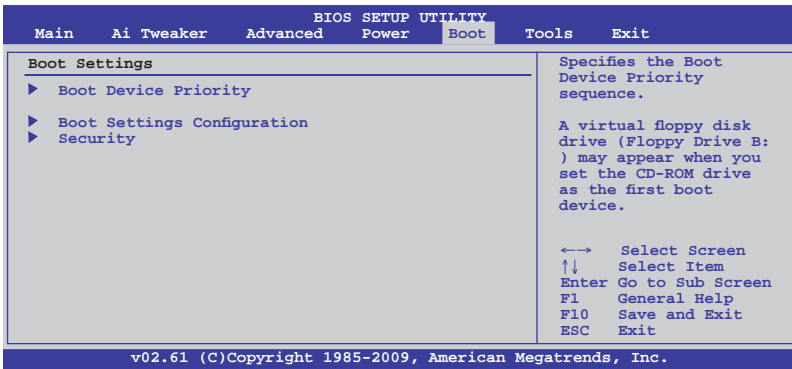 BIOS SETUP UTILITY
Main Ai Tweaker Advanced Power Boot Tools Exit
Boot Settings
Boot Device Priority
Boot Settings Configuration
Security
Specifies the Boot
Device Priority
sequence.
A virtual floppy disk
drive (Floppy Drive B:
) may appear when you
set the CD-ROM drive
as the first boot
device.
←→ Select Screen
↑↓ Select Item
Enter Go to Sub Screen
F1 General Help
F10 Save and Exit
ESC Exit
v02.61 (C)Copyright 1985-2009, American Megatrends, Inc.